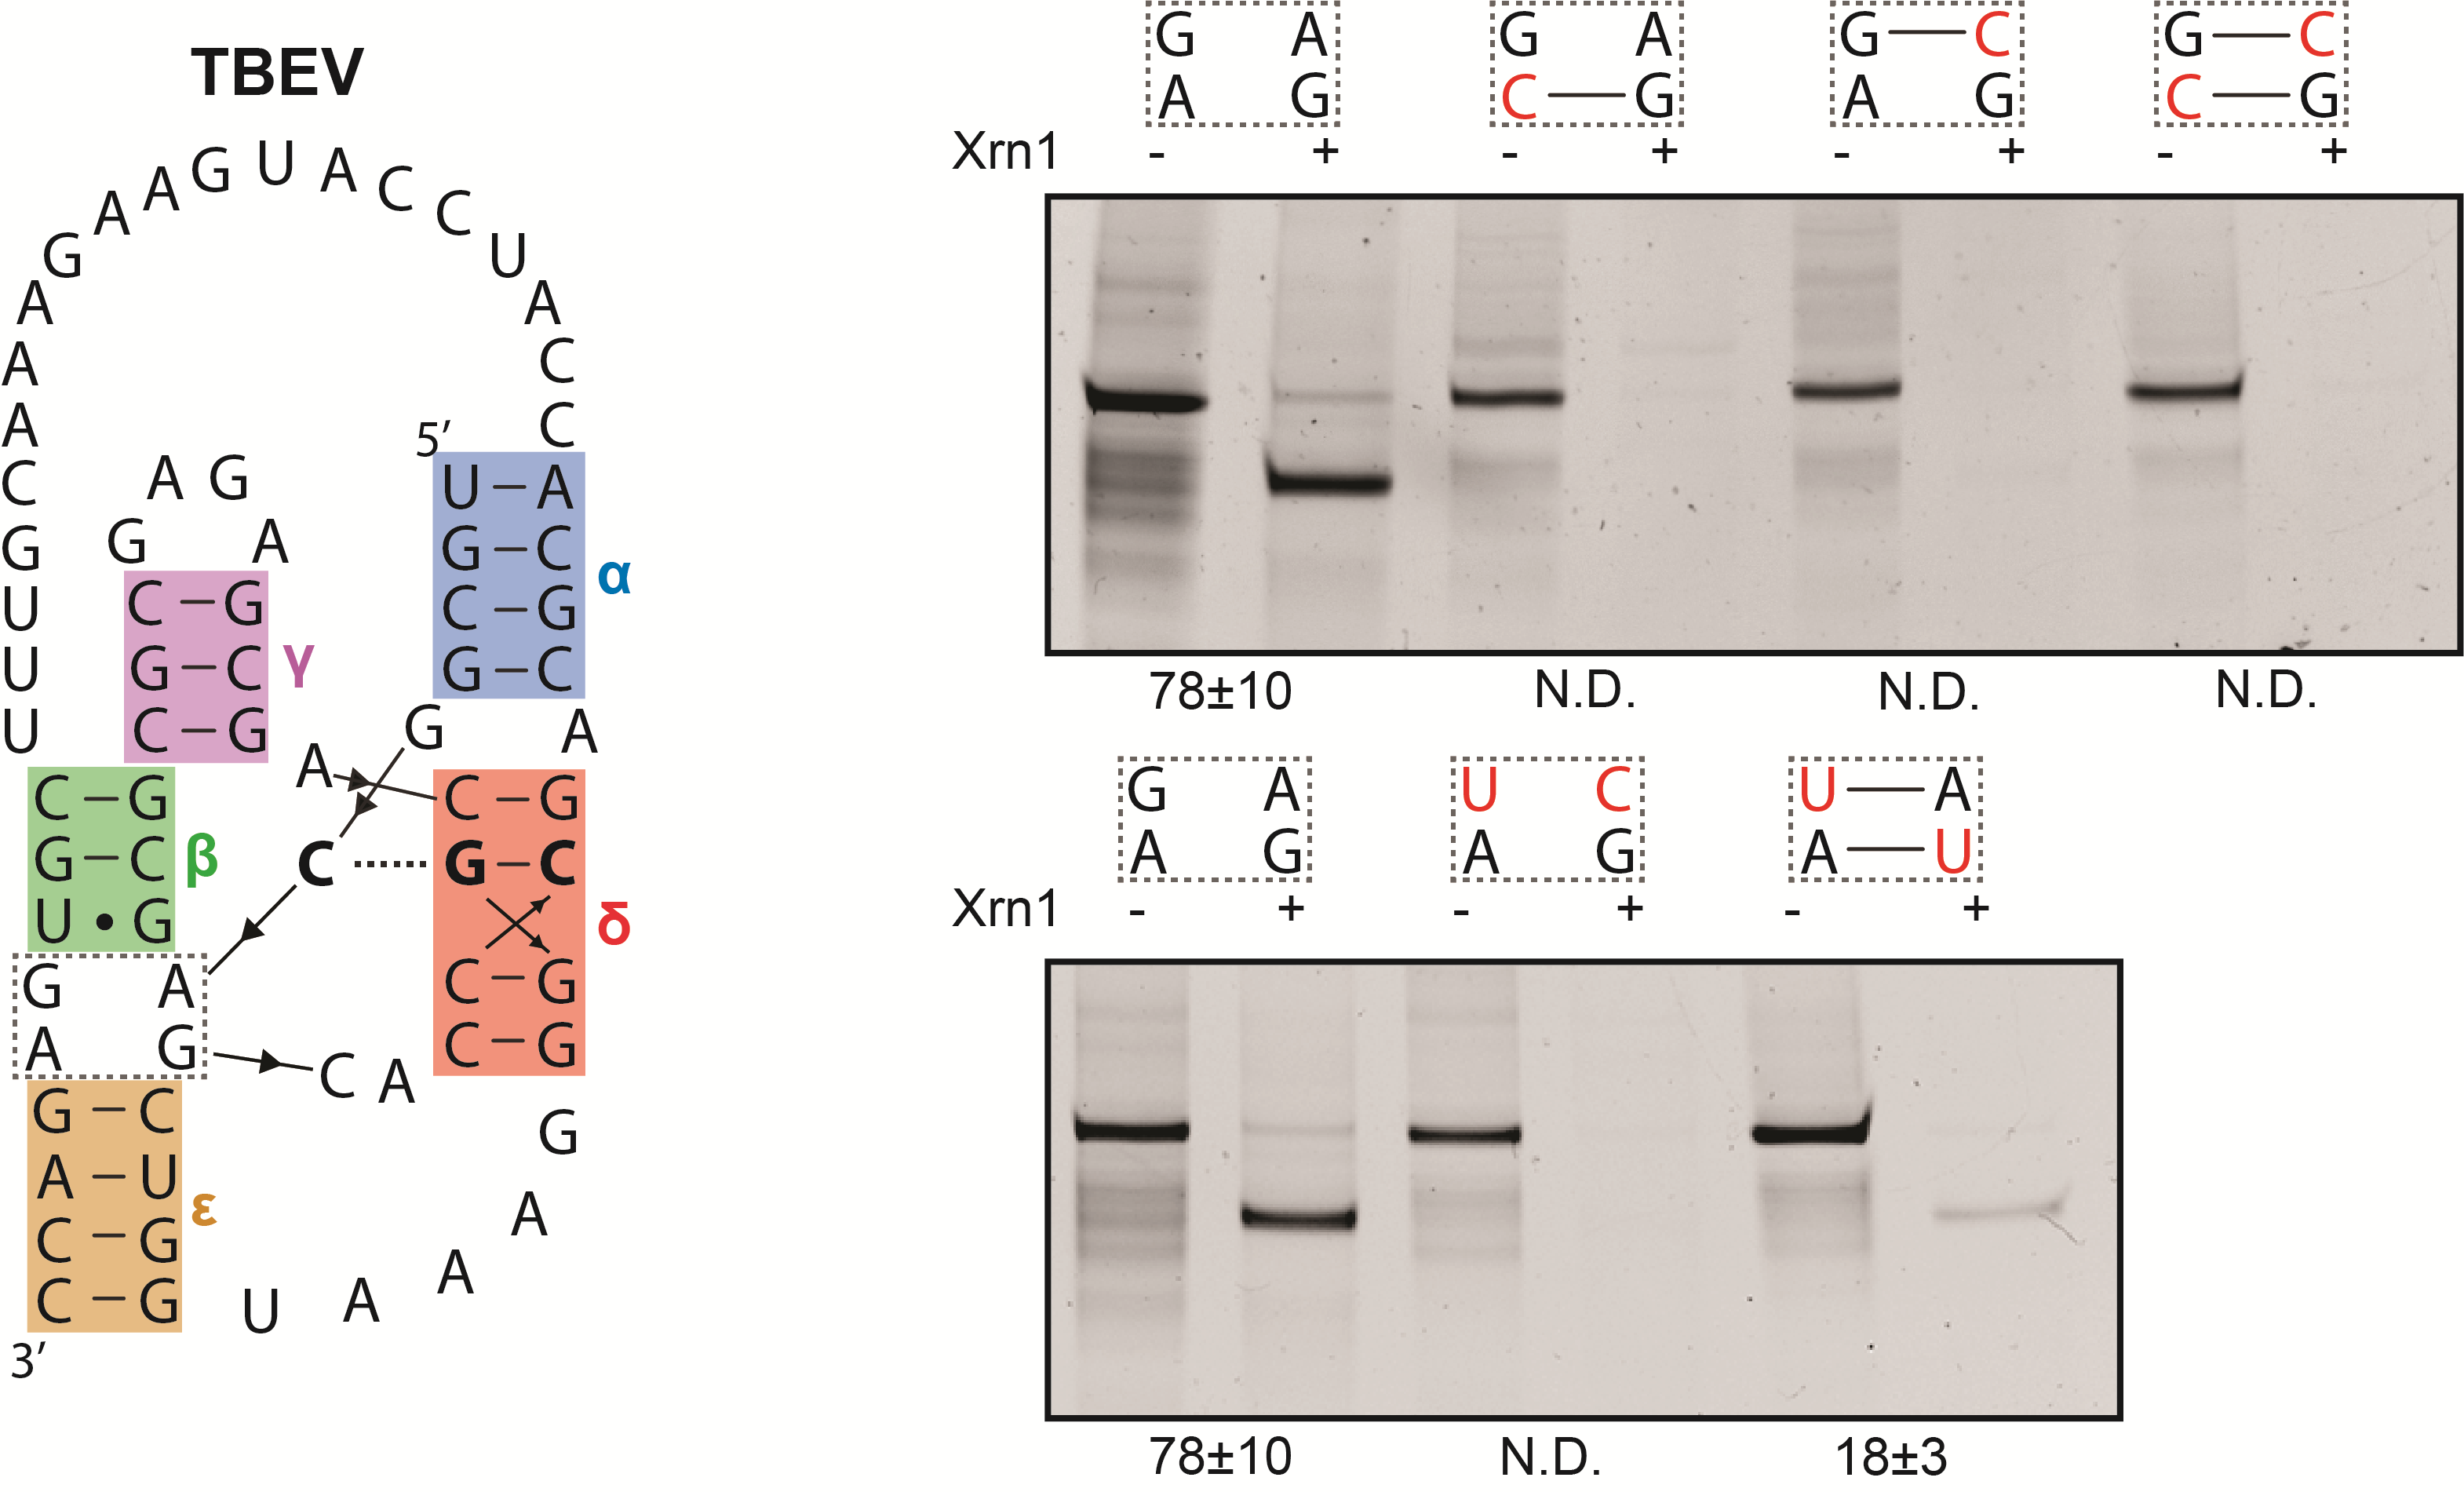 TBEV
G A A G U A C C U
A A
A C
A C
C A G 5′
G G A
U
U
U
U – A
G – C
C – G
G – C
α
C – G
G – C
C – G
γ
G A
A
C – G
G – C
U • G
β
C ······ G – C
C – G
C – G
C – G
δ
G A
A G
C A
G – C
A – U
C – G
C – G
ε
3′
U A A A G
G A G A G — C G — C
A G C — G A G C — G
Xrn1 - + - + - + - +
78±10 N.D. N.D. N.D.
G A U C U — A
A G A G A — U
Xrn1 - + - + - +
78±10 N.D. 18±3